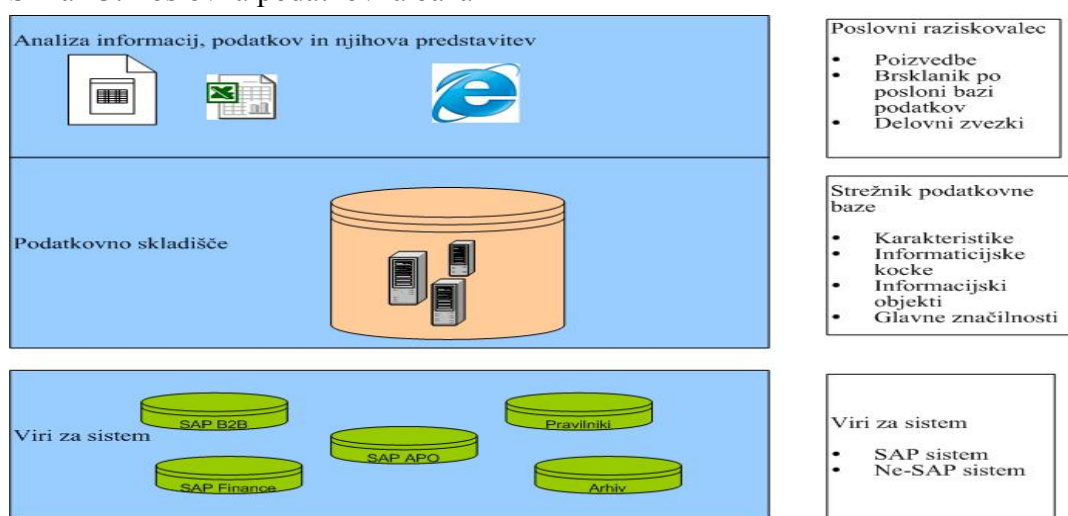 Analiza informacij, podatkov in njihova predstavitev
Poslovni raziskovalec
• Poizvedbe
• Brsklanik po
posloni bazi
podatkov
• Delovni zvezki
Podatkovno skladišče
Strežnik podatkovne
baze
• Karakteristike
• Informaticijske
kocke
• Informacijski
objekti
• Glavne značilnosti
Viri za sistem
SAP B2B
Pravilniki
SAP APO
SAP Finance
Arhiv
Viri za sistem
• SAP sistem
• Ne-SAP sistem